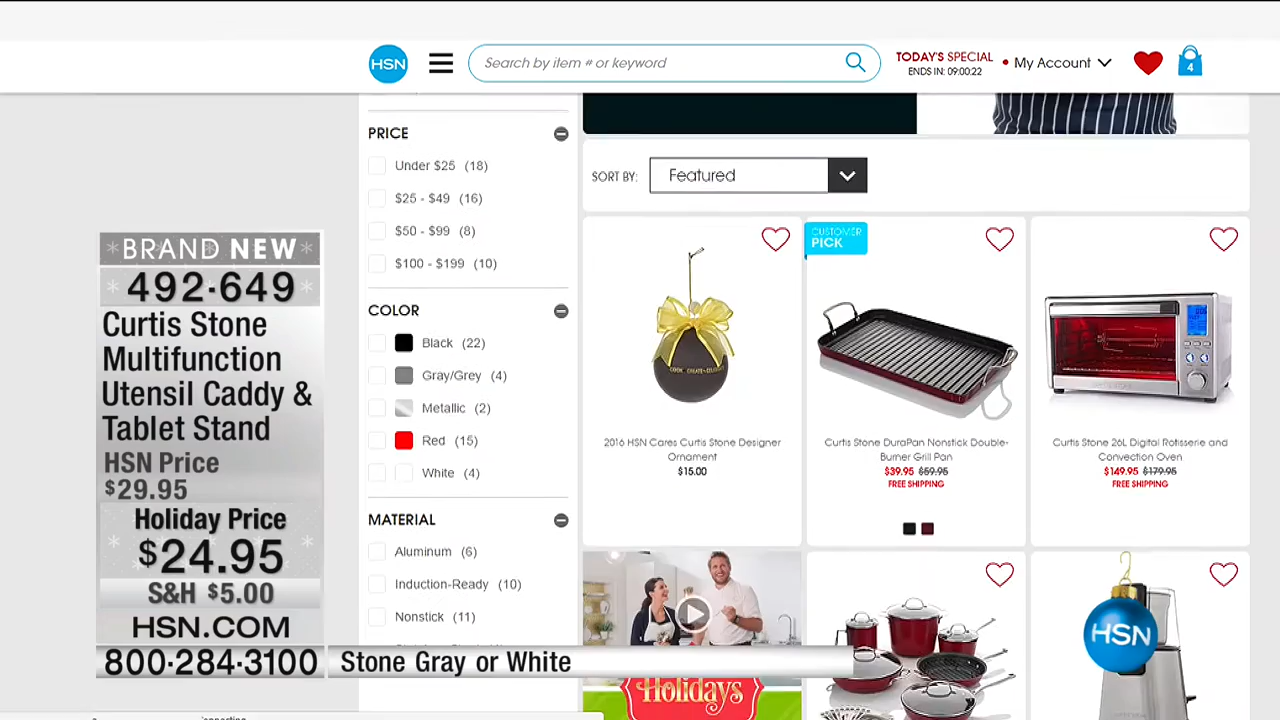 HSN
Search by item # or keyword
TODAY'S SPECIAL
ENDS IN: 09:00:22
My Account
4
PRICE
Under $25 (18)
$25 - $49 (16)
$50 - $99 (8)
$100 - $199 (10)
COLOR
Black (22)
Gray/Grey (4)
Metallic (2)
Red (15)
White (4)
MATERIAL
Aluminum (6)
Induction-Ready (10)
Nonstick (11)
SORT BY:
Featured
2016 HSN Cares Curtis Stone Designer
Ornament
$15.00
CUSTOMER
PICK
Curtis Stone DuraPan Nonstick Double-
Burner Grill Pan
$39.95 $59.95
FREE SHIPPING
Curtis Stone 26L Digital Rotisserie and
Convection Oven
$149.95 $179.95
FREE SHIPPING
Holidays
HSN
BRAND NEW
492-649
Curtis Stone
Multifunction
Utensil Caddy &
Tablet Stand
HSN Price
$29.95
Holiday Price
$24.95
S&H $5.00
HSN.COM
800-284-3100
Stone Gray or White